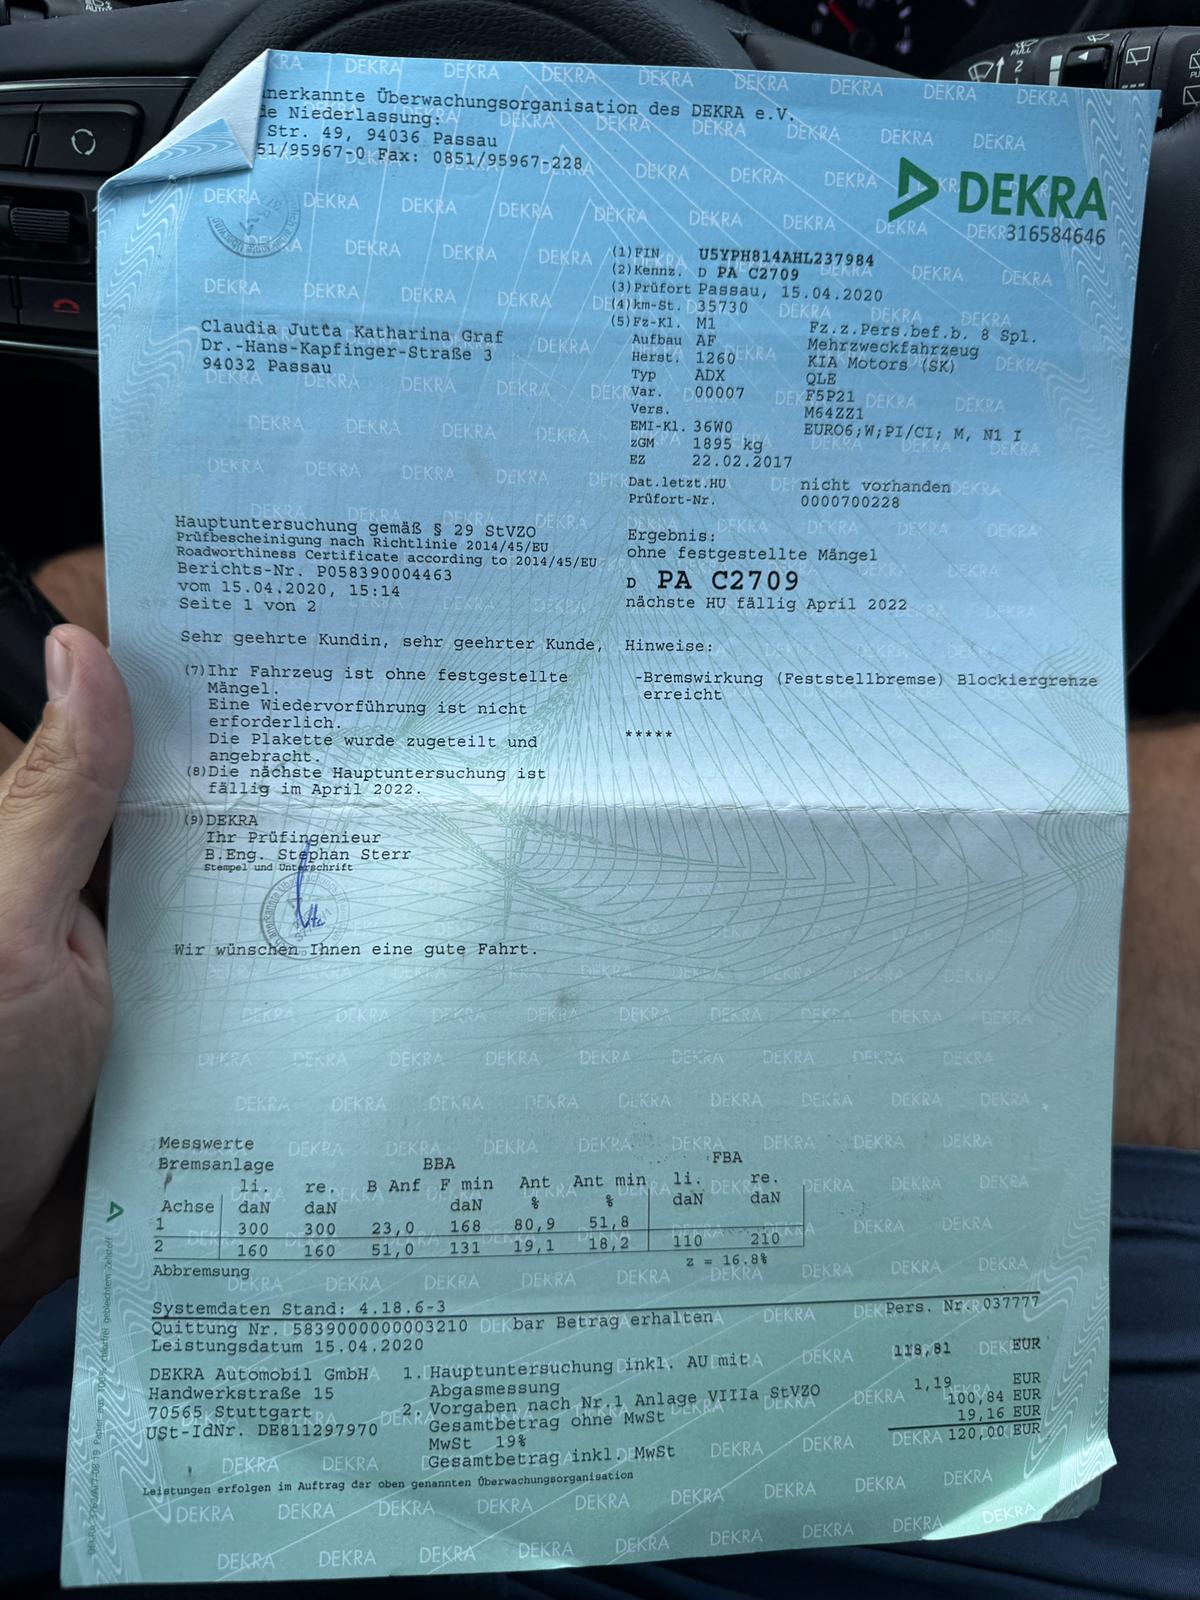 nerkannte Überwachungsorganisation des DEKRA e.V.
de Niederlassung:
Str. 49, 94036 Passau
51/95967-0 Fax: 0851/95967-228
DEKRA
316584646
(1)FIN U5YPH814AHL237984
(2)Kennz. D PA C2709
(3)Prüfort Passau, 15.04.2020
(4)km-St. 35730
(5)Fz-Kl. M1 Fz.z.Pers.bef.b. 8 Spl.
Aufbau AF Mehrzweckfahrzeug
Herst. 1260 KIA Motors (SK)
Typ ADX QLE
Var. 00007 F5P21
Vers. M64ZZ1
EMI-Kl. 36W0 EURO6;W;PI/CI; M, N1 I
zGM 1895 kg
EZ 22.02.2017
Dat.letzt.HU nicht vorhanden
Prüfort-Nr. 0000700228
Claudia Jutta Katharina Graf
Dr.-Hans-Kapfinger-Straße 3
94032 Passau
Hauptuntersuchung gemäß § 29 StVZO
Prüfbescheinigung nach Richtlinie 2014/45/EU
Roadworthiness Certificate according to 2014/45/EU
Berichts-Nr. P058390004463
vom 15.04.2020, 15:14
Seite 1 von 2
Ergebnis:
ohne festgestellte Mängel
D PA C2709
nächste HU fällig April 2022
Sehr geehrte Kundin, sehr geehrter Kunde,
(7)Ihr Fahrzeug ist ohne festgestellte
Mängel.
Eine Wiedervorführung ist nicht
erforderlich.
Die Plakette wurde zugeteilt und
angebracht.
(8)Die nächste Hauptuntersuchung ist
fällig im April 2022.
(9)DEKRA
Ihr Prüfingenieur
B.Eng. Stephan Sterr
Stempel und Unterschrift
Wir wünschen Ihnen eine gute Fahrt.
Hinweise:
-Bremswirkung (Feststellbremse) Blockiergrenze
erreicht
*****
Messwerte
Bremsanlage BBA FBA
li. re. B Anf F min Ant Ant min li. re.
Achse daN daN daN % % daN daN
1 300 300 23,0 168 80,9 51,8
2 160 160 51,0 131 19,1 18,2 110 210
Abbremsung z = 16.8%
Systemdaten Stand: 4.18.6-3 Pers. Nr. 037777
Quittung Nr. 5839000000003210 bar Betrag erhalten
Leistungsdatum 15.04.2020
DEKRA Automobil GmbH
Handwerkstraße 15
70565 Stuttgart
USt-IdNr. DE811297970
1. Hauptuntersuchung inkl. AU mit 118,81 EUR
Abgasmessung
2. Vorgaben nach Nr.1 Anlage VIIIa StVZO 1,19 EUR
Gesamtbetrag ohne MwSt 100,84 EUR
MwSt 19% 19,16 EUR
Gesamtbetrag inkl. MwSt 120,00 EUR
Leistungen erfolgen im Auftrag der oben genannten Überwachungsorganisation